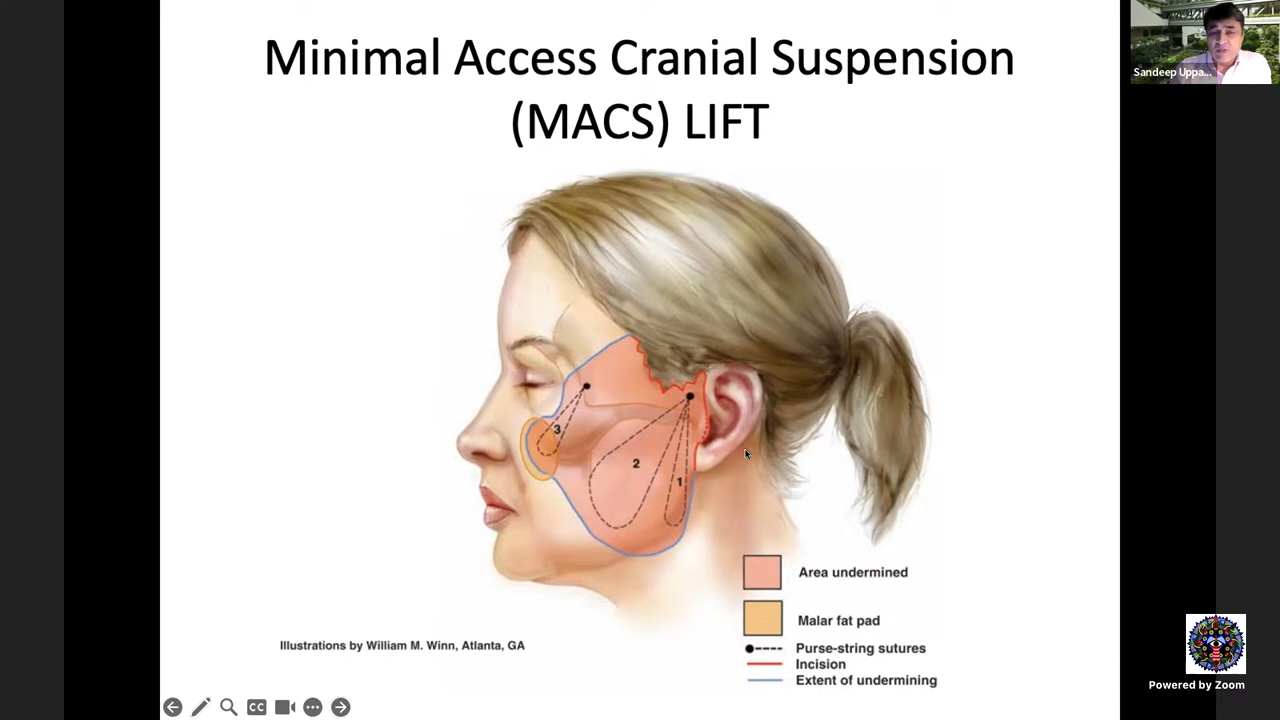 Minimal Access Cranial Suspension
(MACS) LIFT
Sandeep Uppa...
3
2
1
Area undermined
Malar fat pad
Illustrations by William M. Winn, Atlanta, GA
Purse-string sutures
Incision
Extent of undermining
CC
Powered by Zoom